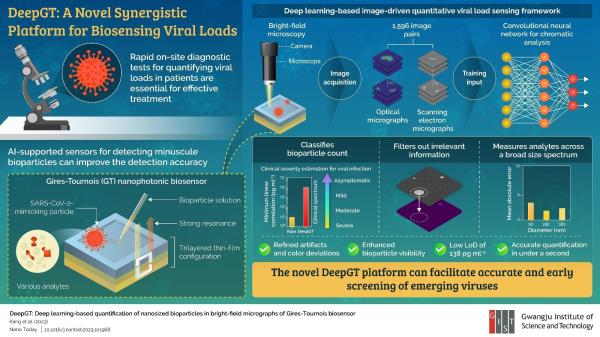 DeepGT: A Novel Synergistic
Platform for Biosensing Viral Loads
Rapid on-site diagnostic
tests for quantifying viral
loads in patients are
essential for effective
treatment
AI-supported sensors for detecting minuscule
bioparticles can improve the detection accuracy
Gires-Tournois (GT) nanophotonic biosensor
SARS-CoV-2-
mimicking particle
Bioparticle solution
Strong resonance
Trilayered thin-film
configuration
Various analytes
Deep learning-based image-driven quantitative viral load sensing framework
Bright-field
microscopy
Camera
Microscope
Image
acquisition
1,596 image
pairs
Optical
micrographs
Scanning
electron
micrographs
Training
input
Convolutional neural
network for chromatic
analysis
Classifies
bioparticle count
Clinical severity estimation for viral infection
Minimum linear
correlation (pg ml⁻¹)
Naïve DeepGT
Clinical spectrum
Asymptomatic
Mild
Moderate
Severe
Filters out irrelevant
information
Measures analytes across
a broad size spectrum
Mean absolute error
10
5
0
Diameter (nm)
Refined artifacts
and color deviations
Enhanced
bioparticle visibility
Low LoD of
138 pg ml⁻¹
Accurate quantification
in under a second
The novel DeepGT platform can facilitate accurate and early
screening of emerging viruses
DeepGT: Deep learning-based quantification of nanosized bioparticles in bright-field micrographs of Gires-Tournois biosensor
Kang et al. (2023)
Nano Today | 10.1016/j.nantod.2023.101968
GIST
Gwangju Institute of
Science and Technology